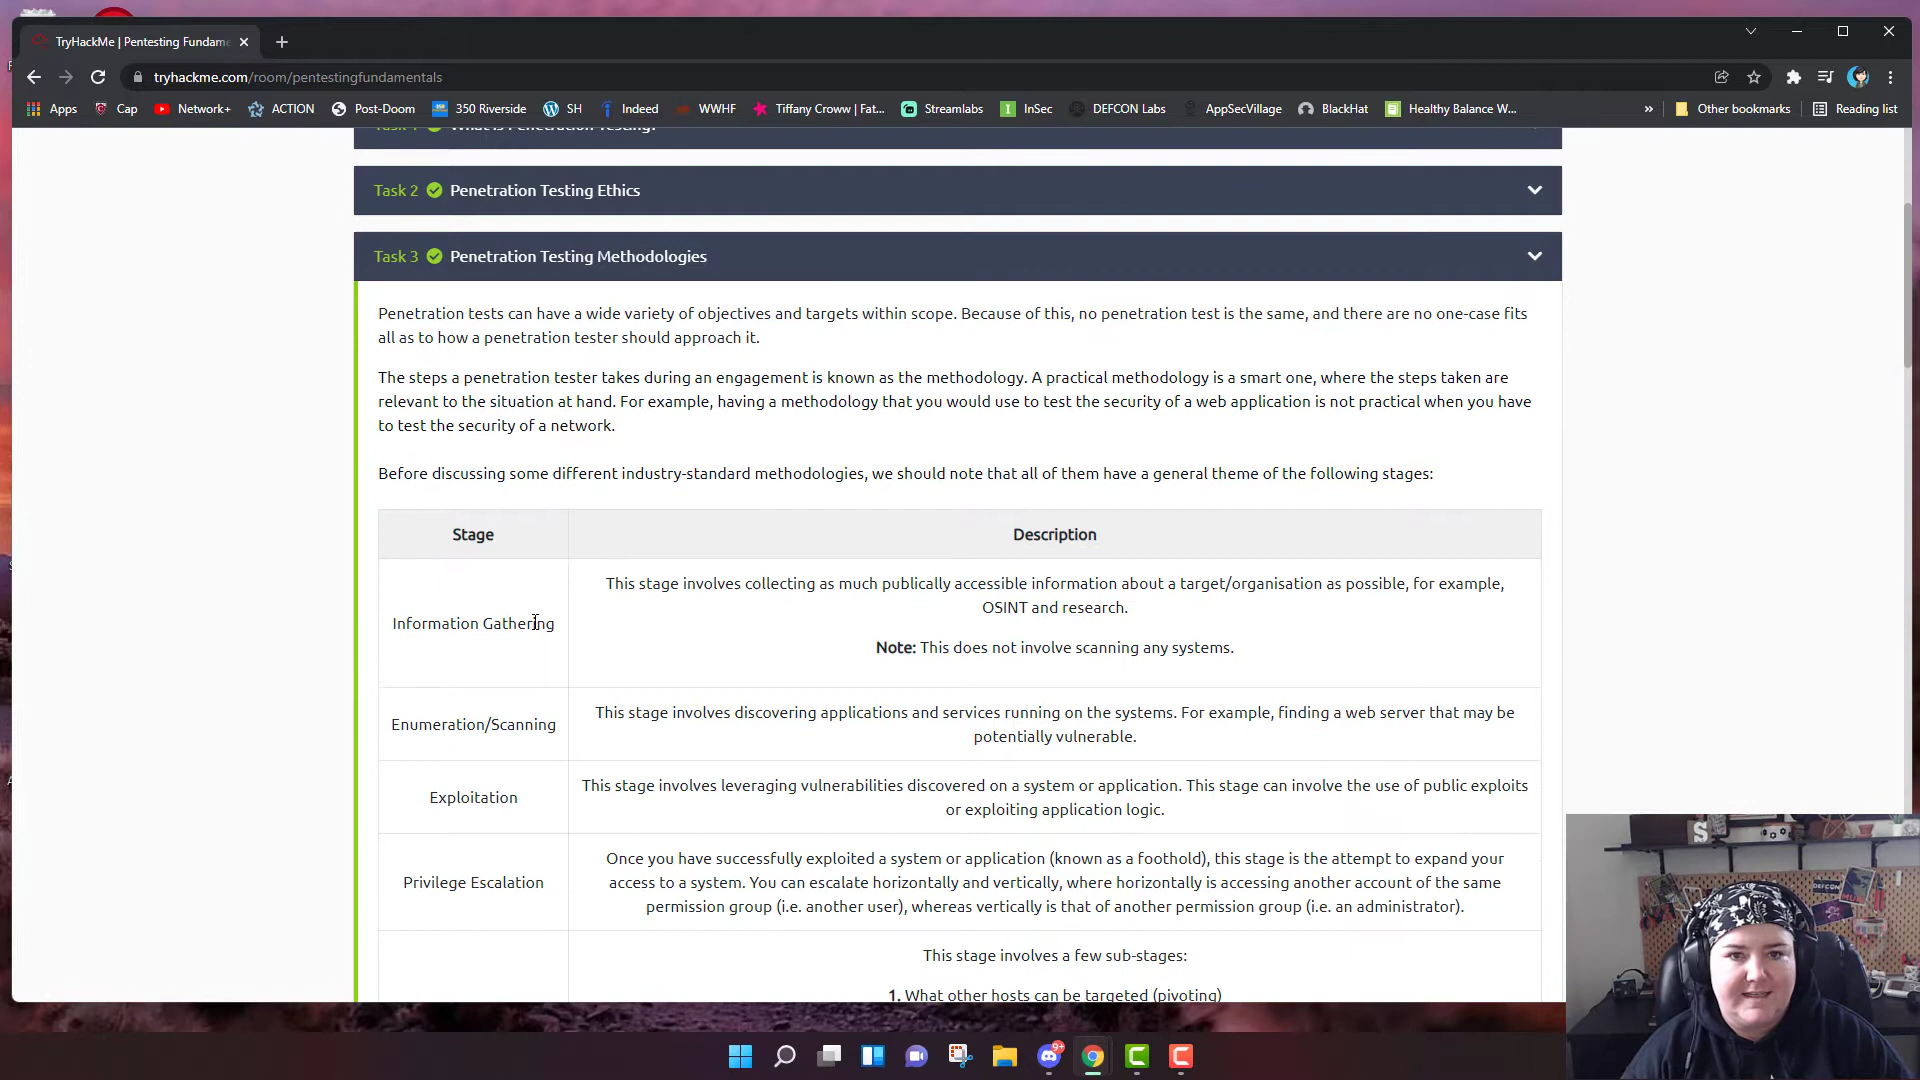 TryHackMe | Pentesting Fundame
tryhackme.com/room/pentestingfundamentals
Apps
Cap
Network+
ACTION
Post-Doom
350 Riverside
SH
Indeed
WWHF
Tiffany Croww | Fat...
Streamlabs
InSec
DEFCON Labs
AppSecVillage
BlackHat
Healthy Balance W...
»
Other bookmarks
Reading list
Task 2 Penetration Testing Ethics
Task 3 Penetration Testing Methodologies
Penetration tests can have a wide variety of objectives and targets within scope. Because of this, no penetration test is the same, and there are no one-case fits
all as to how a penetration tester should approach it.
The steps a penetration tester takes during an engagement is known as the methodology. A practical methodology is a smart one, where the steps taken are
relevant to the situation at hand. For example, having a methodology that you would use to test the security of a web application is not practical when you have
to test the security of a network.
Before discussing some different industry-standard methodologies, we should note that all of them have a general theme of the following stages:
Stage
Description
Information Gathering
This stage involves collecting as much publically accessible information about a target/organisation as possible, for example,
OSINT and research.
Note: This does not involve scanning any systems.
Enumeration/Scanning
This stage involves discovering applications and services running on the systems. For example, finding a web server that may be
potentially vulnerable.
Exploitation
This stage involves leveraging vulnerabilities discovered on a system or application. This stage can involve the use of public exploits
or exploiting application logic.
Privilege Escalation
Once you have successfully exploited a system or application (known as a foothold), this stage is the attempt to expand your
access to a system. You can escalate horizontally and vertically, where horizontally is accessing another account of the same
permission group (i.e. another user), whereas vertically is that of another permission group (i.e. an administrator).
This stage involves a few sub-stages:
1. What other hosts can be targeted (pivoting)
S
DEFCON
9+